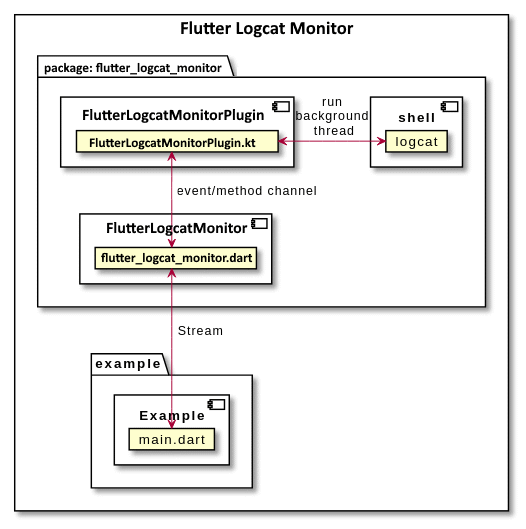 Flutter Logcat Monitor
package: flutter_logcat_monitor
FlutterLogcatMonitorPlugin
FlutterLogcatMonitorPlugin.kt
run
background
thread
shell
logcat
event/method channel
FlutterLogcatMonitor
flutter_logcat_monitor.dart
Stream
example
Example
main.dart